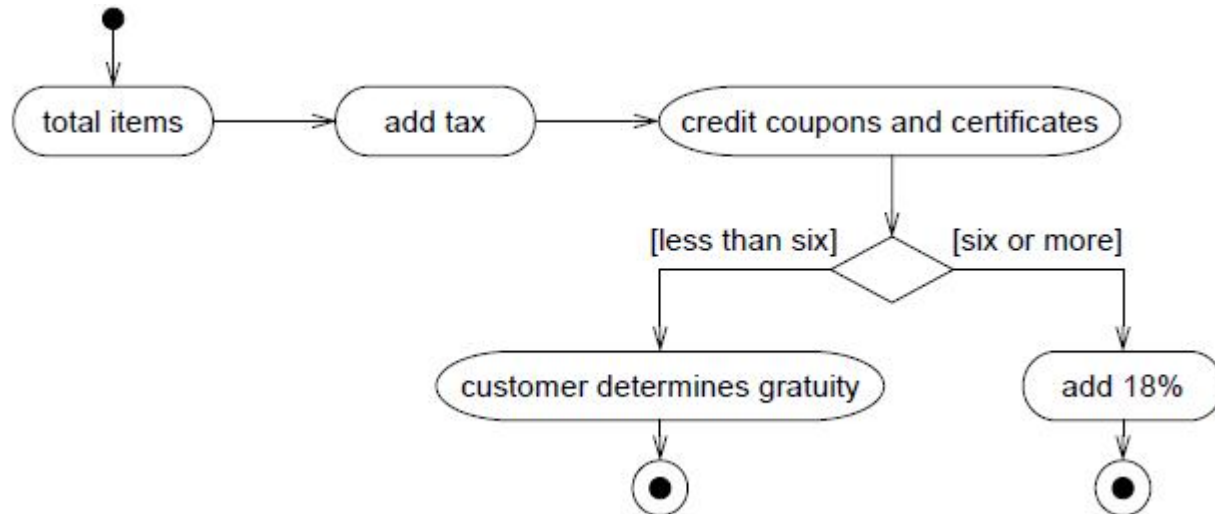 total items
add tax
credit coupons and certificates
[less than six]
[six or more]
customer determines gratuity
add 18%